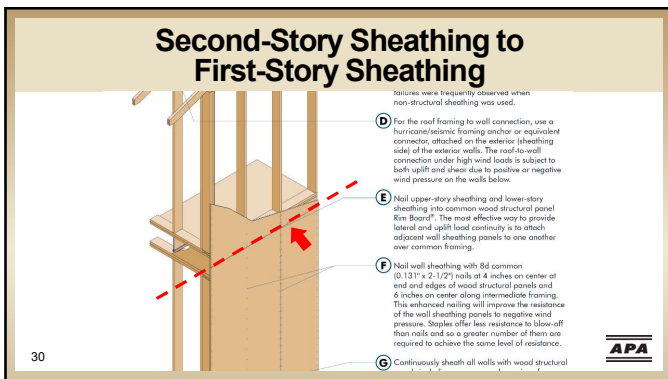 Second-Story Sheathing to
First-Story Sheathing
failures were frequently observed when
non-structural sheathing was used.
D For the roof framing to wall connection, use a
hurricane/seismic framing anchor or equivalent
connector, attached on the exterior (sheathing
side) of the exterior walls. The roof-to-wall
connection under high wind loads is subject to
both uplift and shear due to positive or negative
wind pressure on the walls below.
E Nail upper-story sheathing and lower-story
sheathing into common wood structural panel
Rim Board®. The most effective way to provide
lateral and uplift load continuity is to attach
adjacent wall sheathing panels to one another
over common framing.
F Nail wall sheathing with 8d common
(0.131" x 2-1/2") nails at 4 inches on center at
end and edges of wood structural panels and
6 inches on center along intermediate framing.
This enhanced nailing will improve the resistance
of the wall sheathing panels to negative wind
pressure. Staples offer less resistance to blow-off
than nails and so a greater number of them are
required to achieve the same level of resistance.
G Continuously sheath all walls with wood structural
30
APA